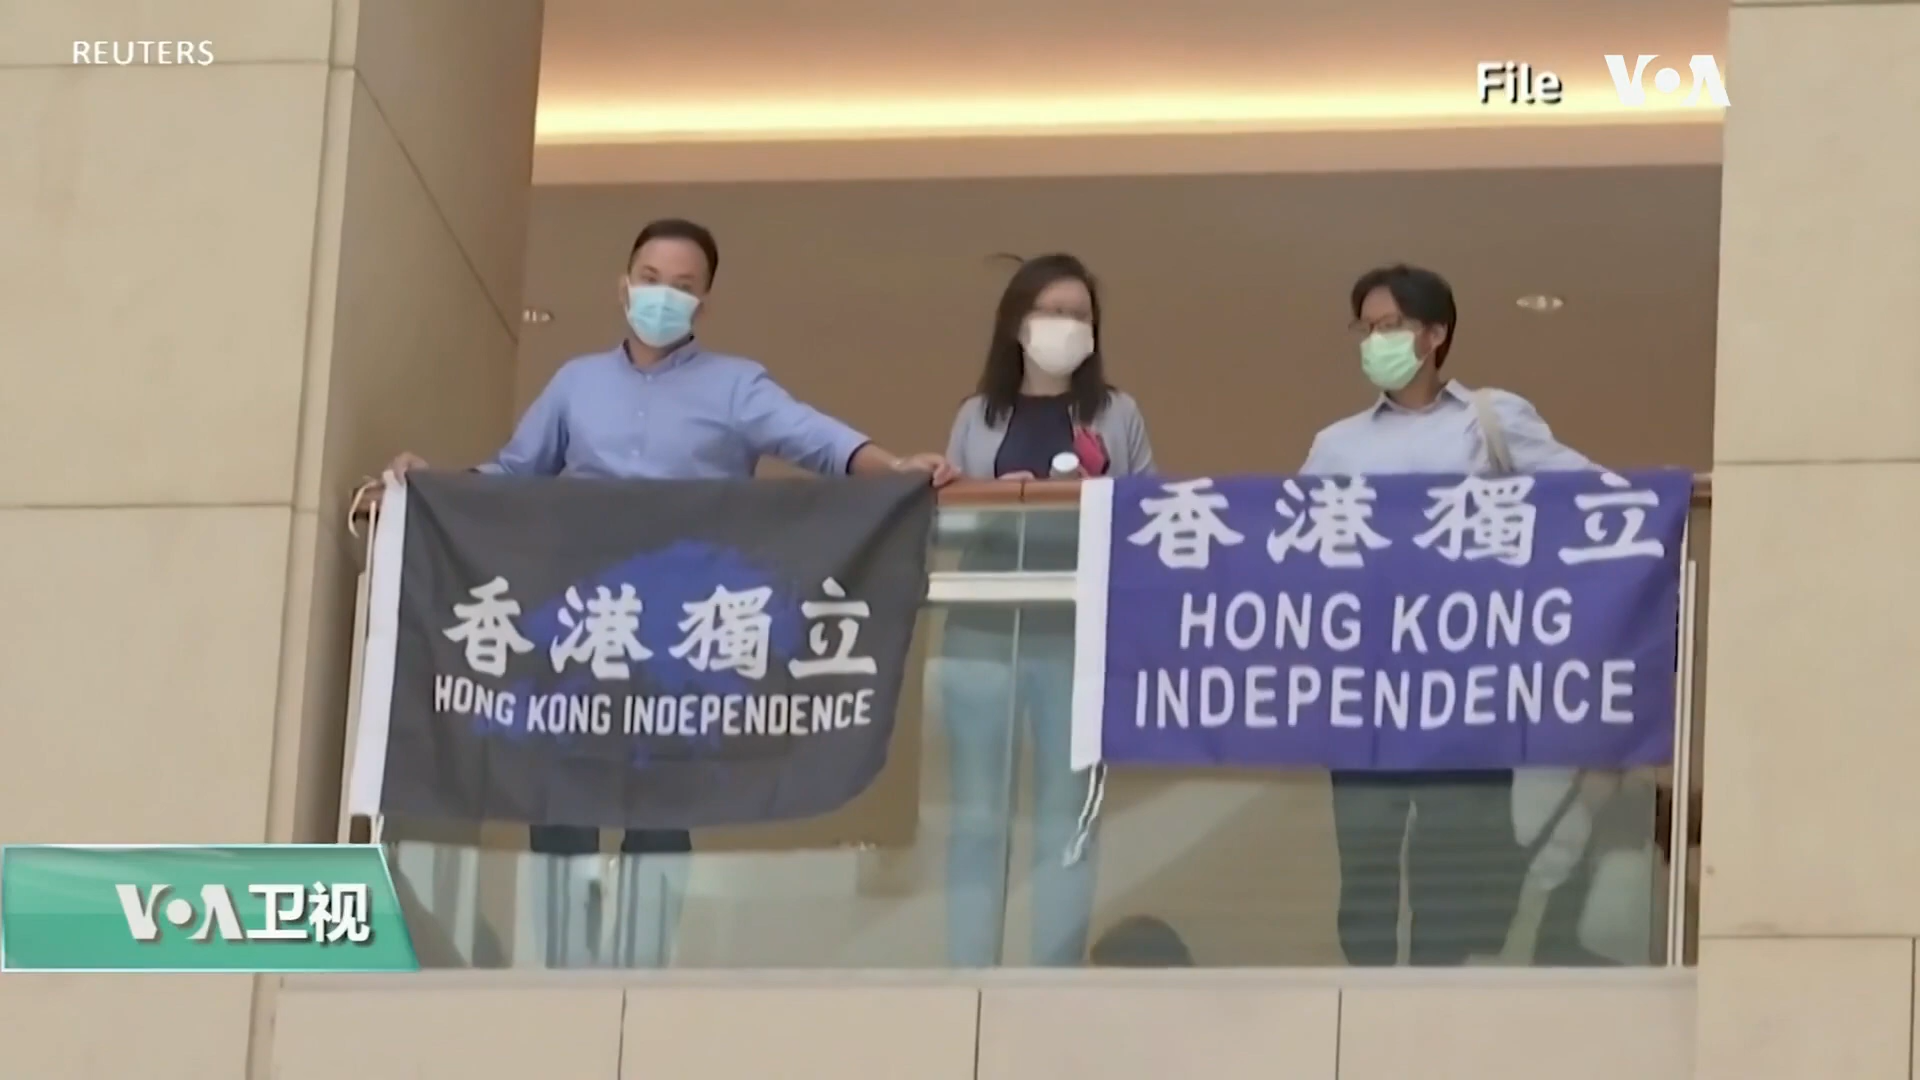 REUTERS
File VOA
香港獨立
HONG KONG INDEPENDENCE
香港獨立
HONG KONG
INDEPENDENCE
VOA卫视